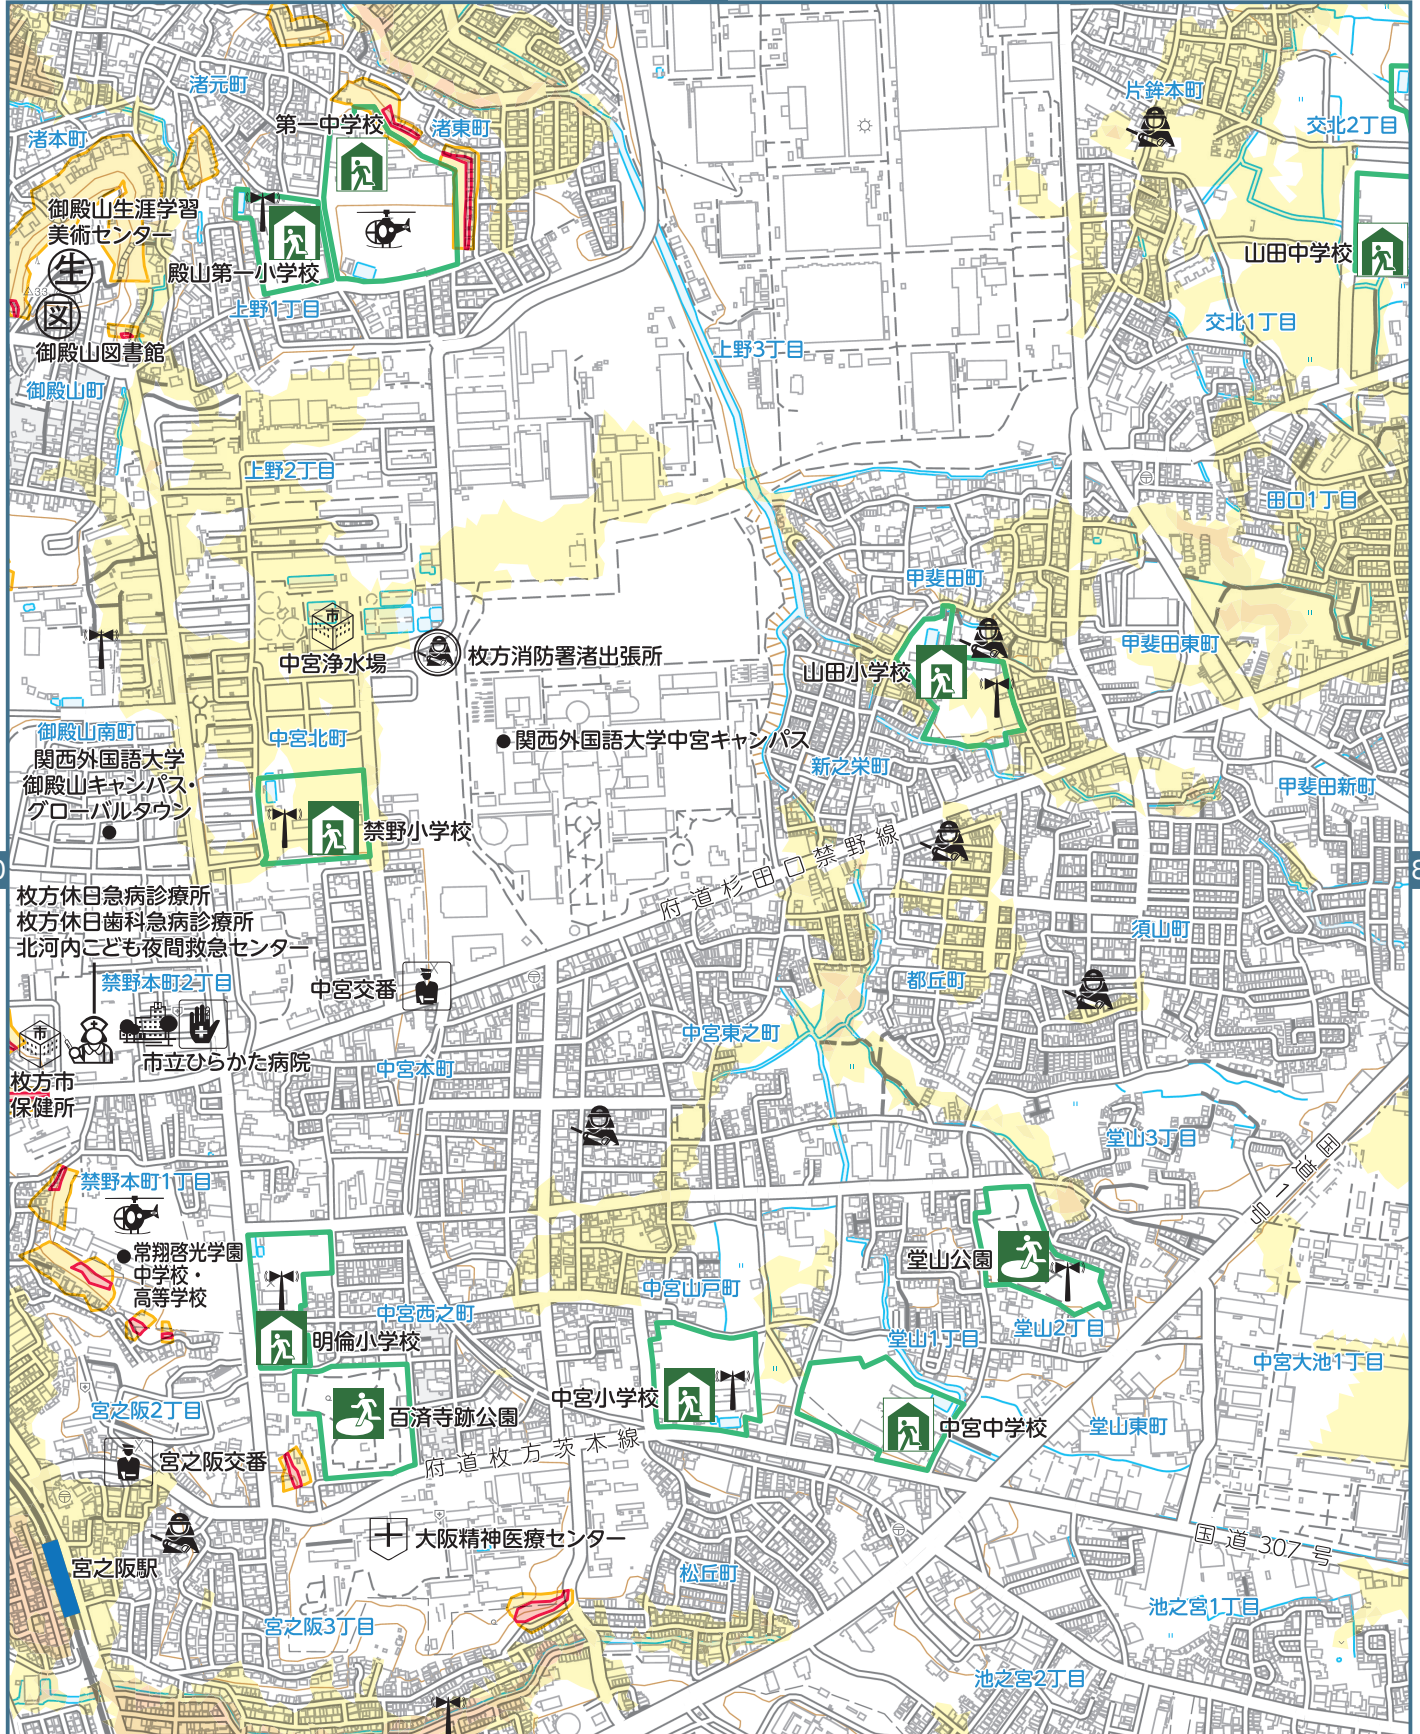 渚元町
片鉾本町
渚本町
第一中学校
渚東町
交北2丁目
御殿山生涯学習
美術センター
生
図
△33
殿山第一小学校
山田中学校
上野1丁目
交北1丁目
御殿山図書館
上野3丁目
御殿山町
上野2丁目
田口1丁目
甲斐田町
市
中宮浄水場
枚方消防署渚出張所
甲斐田東町
山田小学校
御殿山南町
中宮北町
関西外国語大学中宮キャンパス
関西外国語大学
御殿山キャンパス・
グローバルタウン
新之栄町
甲斐田新町
禁野小学校
府道杉田口禁野線
8
枚方休日急病診療所
枚方休日歯科急病診療所
北河内こども夜間救急センター
須山町
禁野本町2丁目
中宮交番
都丘町
中宮東之町
市
市立ひらかた病院
中宮本町
枚方市
保健所
堂山3丁目
国道1号
禁野本町1丁目
常翔啓光学園
中学校・
高等学校
堂山公園
中宮山戸町
中宮西之町
堂山2丁目
明倫小学校
堂山1丁目
中宮大池1丁目
中宮小学校
宮之阪2丁目
百済寺跡公園
中宮中学校
堂山東町
府道枚方茨木線
宮之阪交番
大阪精神医療センター
国道307号
宮之阪駅
松丘町
池之宮1丁目
宮之阪3丁目
池之宮2丁目